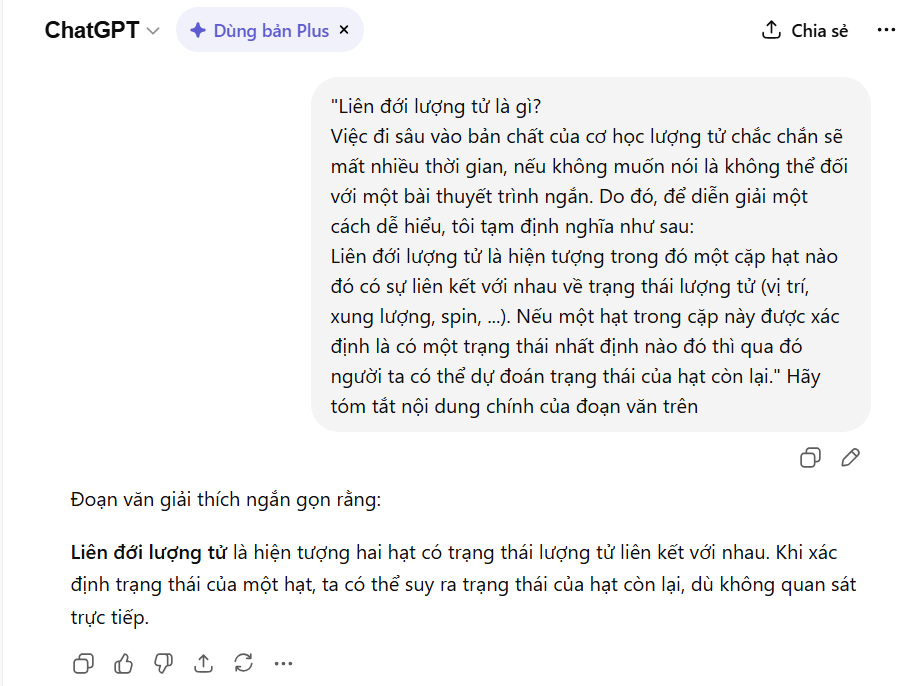 ChatGPT
Dùng bản Plus
Chia sẻ
"Liên đới lượng tử là gì?
Việc đi sâu vào bản chất của cơ học lượng tử chắc chắn sẽ
mất nhiều thời gian, nếu không muốn nói là không thể đối
với một bài thuyết trình ngắn. Do đó, để diễn giải một
cách dễ hiểu, tôi tạm định nghĩa như sau:
Liên đới lượng tử là hiện tượng trong đó một cặp hạt nào
đó có sự liên kết với nhau về trạng thái lượng tử (vị trí,
xung lượng, spin, ...). Nếu một hạt trong cặp này được xác
định là có một trạng thái nhất định nào đó thì qua đó
người ta có thể dự đoán trạng thái của hạt còn lại." Hãy
tóm tắt nội dung chính của đoạn văn trên
Đoạn văn giải thích ngắn gọn rằng:
Liên đới lượng tử là hiện tượng hai hạt có trạng thái lượng tử liên kết với nhau. Khi xác
định trạng thái của một hạt, ta có thể suy ra trạng thái của hạt còn lại, dù không quan sát
trực tiếp.